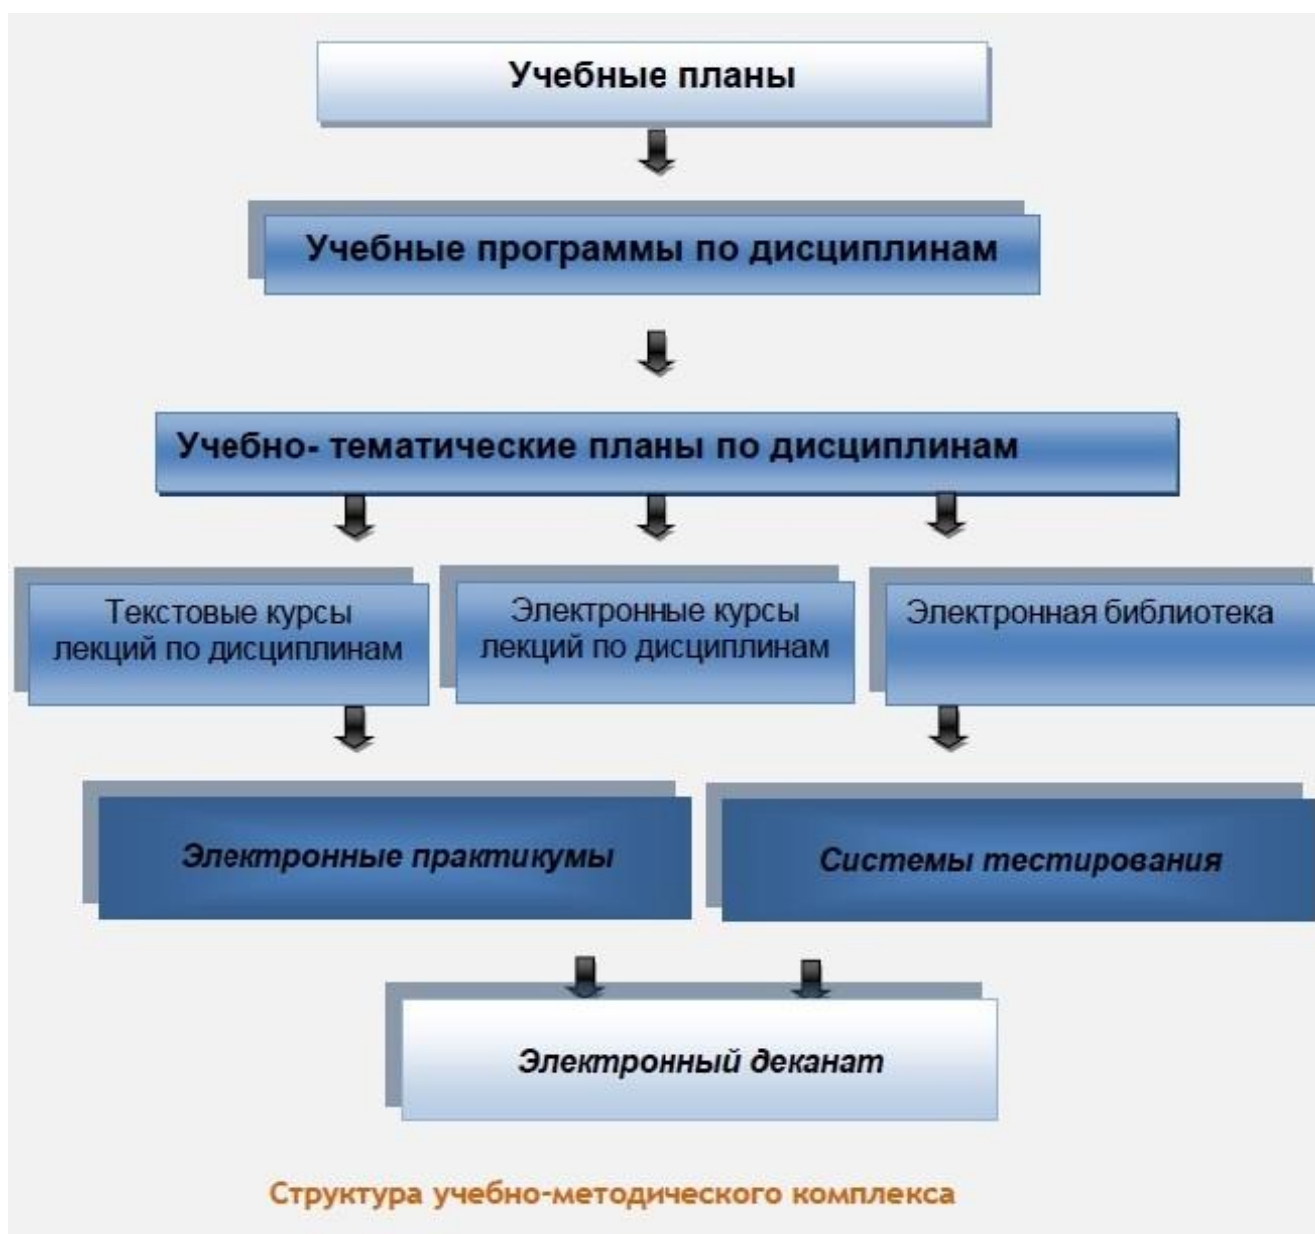 Учебные планы
Учебные программы по дисциплинам
Учебно- тематические планы по дисциплинам
Текстовые курсы
лекций по дисциплинам
Электронные курсы
лекций по дисциплинам
Электронная библиотека
Электронные практикумы
Системы тестирования
Электронный деканат
Структура учебно-методического комплекса